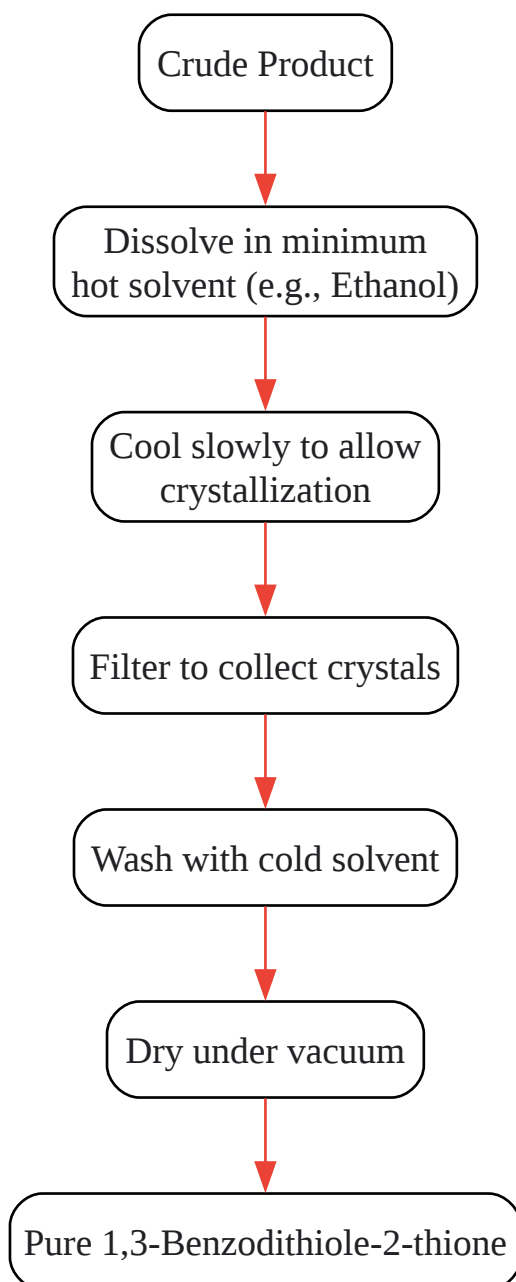 Crude Product
Dissolve in minimum
hot solvent (e.g., Ethanol)
Cool slowly to allow
crystallization
Filter to collect crystals
Wash with cold solvent
Dry under vacuum
Pure 1,3-Benzodithiole-2-thione